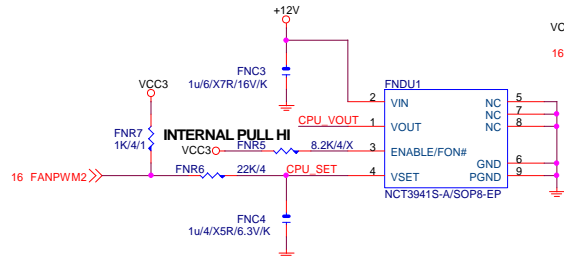 +12V
VC
16
FNC3
1u/6/X7R/16V/K
VCC3
FNDU1
2 VIN NC 5
NC 7
CPU_VOUT 1 VOUT NC 8
FNR7
1K/4/1
INTERNAL PULL HI
VCC3 FNR5 8.2K/4/X 3 ENABLE/FON#
GND 6
16 FANPWM2 FNR6 22K/4 CPU_SET 4 VSET PGND 9
NCT3941S-A/SOP8-EP
FNC4
1u/4/X5R/6.3V/K